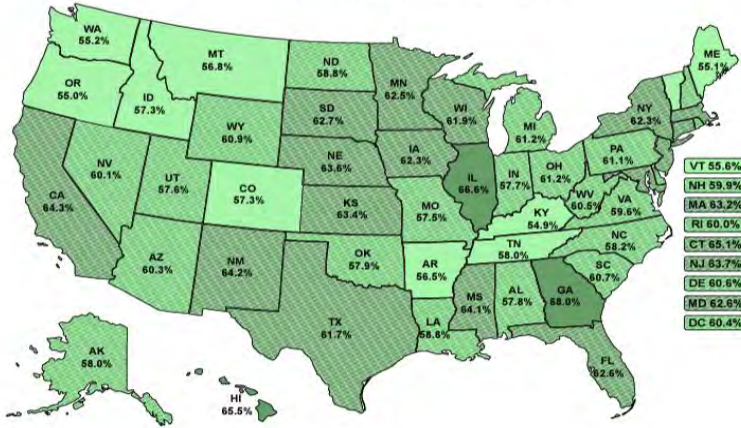 WA
55.2%
MT
56.8%
ND
58.8%
MN
62.5%
ME
55.1%
OR
55.0%
ID
57.3%
WY
60.9%
SD
62.7%
WI
61.9%
MI
61.2%
NY
62.3%
NV
60.1%
UT
57.6%
CO
57.3%
NE
63.6%
IA
62.3%
IL
66.6%
IN
57.7%
OH
61.2%
PA
61.1%
CA
64.3%
KS
63.4%
MO
57.5%
KY
54.9%
WV
60.5%
VA
59.6%
AZ
60.3%
NM
64.2%
OK
57.9%
AR
56.5%
TN
58.0%
NC
58.2%
SC
60.7%
TX
61.7%
LA
58.8%
MS
64.1%
AL
57.8%
GA
68.0%
FL
62.6%
AK
58.0%
HI
65.5%
VT 55.6%
NH 59.9%
MA 63.2%
RI 60.0%
CT 65.1%
NJ 63.7%
DE 60.6%
MD 62.6%
DC 60.4%